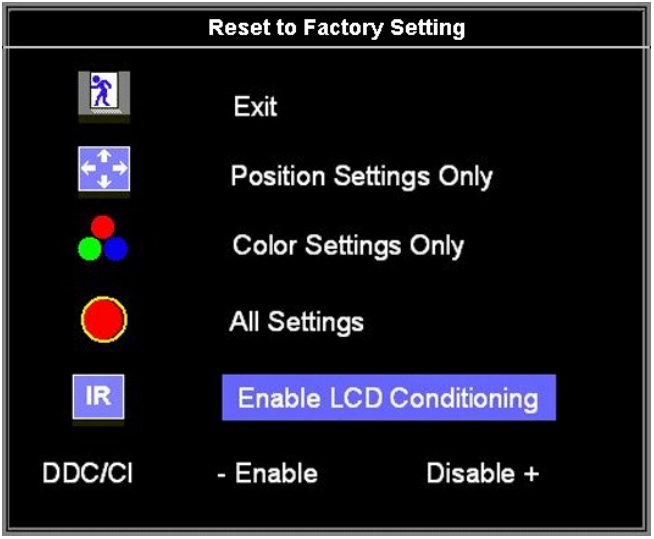 Reset to Factory Setting
Exit
Position Settings Only
Color Settings Only
All Settings
IR Enable LCD Conditioning
DDC/CI - Enable Disable +